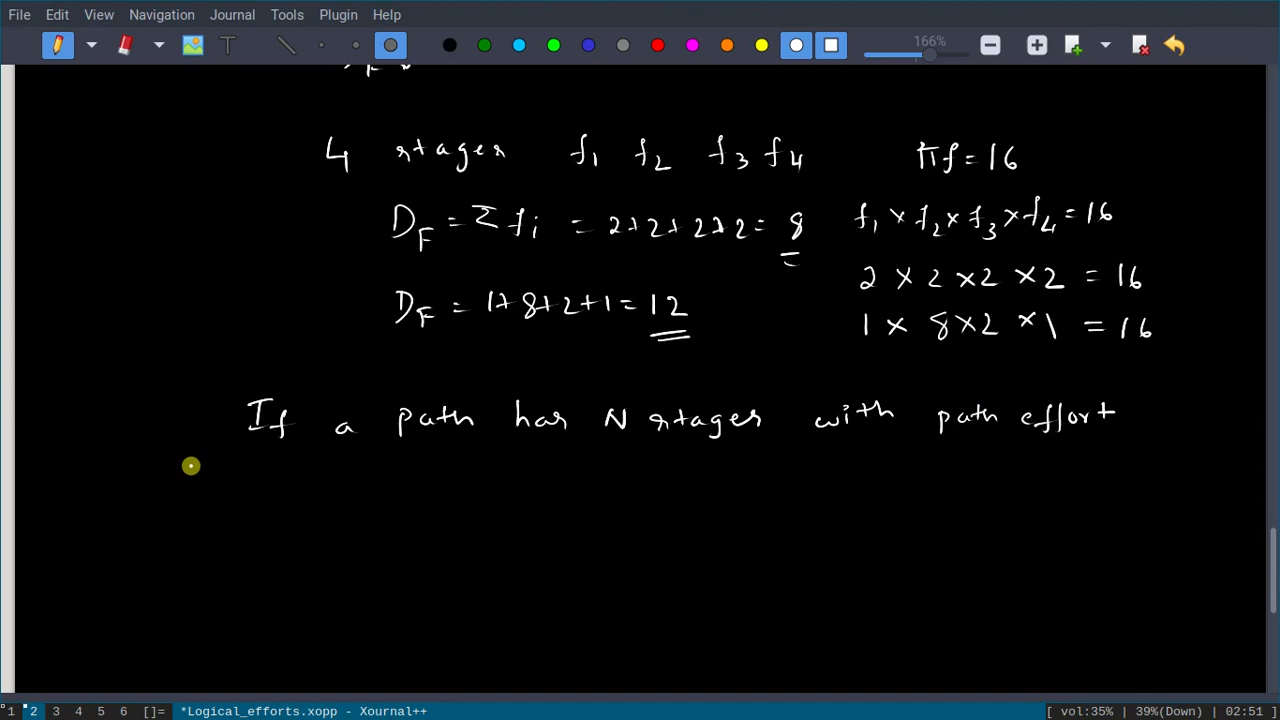 File Edit View Navigation Journal Tools Plugin Help
166%
4 stages f1 f2 f3 f4 πf=16
DF = Σfi = 2+2+2+2 = 8 f1×f2×f3×f4=16
2 × 2 × 2 × 2 = 16
DF = 1+8+2+1=12
1 × 8×2 ×1 = 16
If a path has N stages with path effort
1 2 3 4 5 6 []= *Logical_efforts.xopp - Xournal++ [ vol:35% | 39%(Down) | 02:51 ]